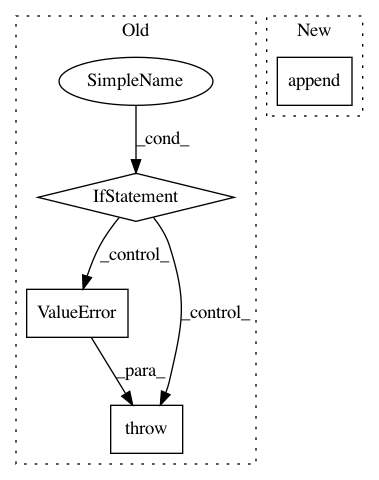 Old
New
SimpleName
append
_cond_
IfStatement
_control_
ValueError
_control_
_para_
throw